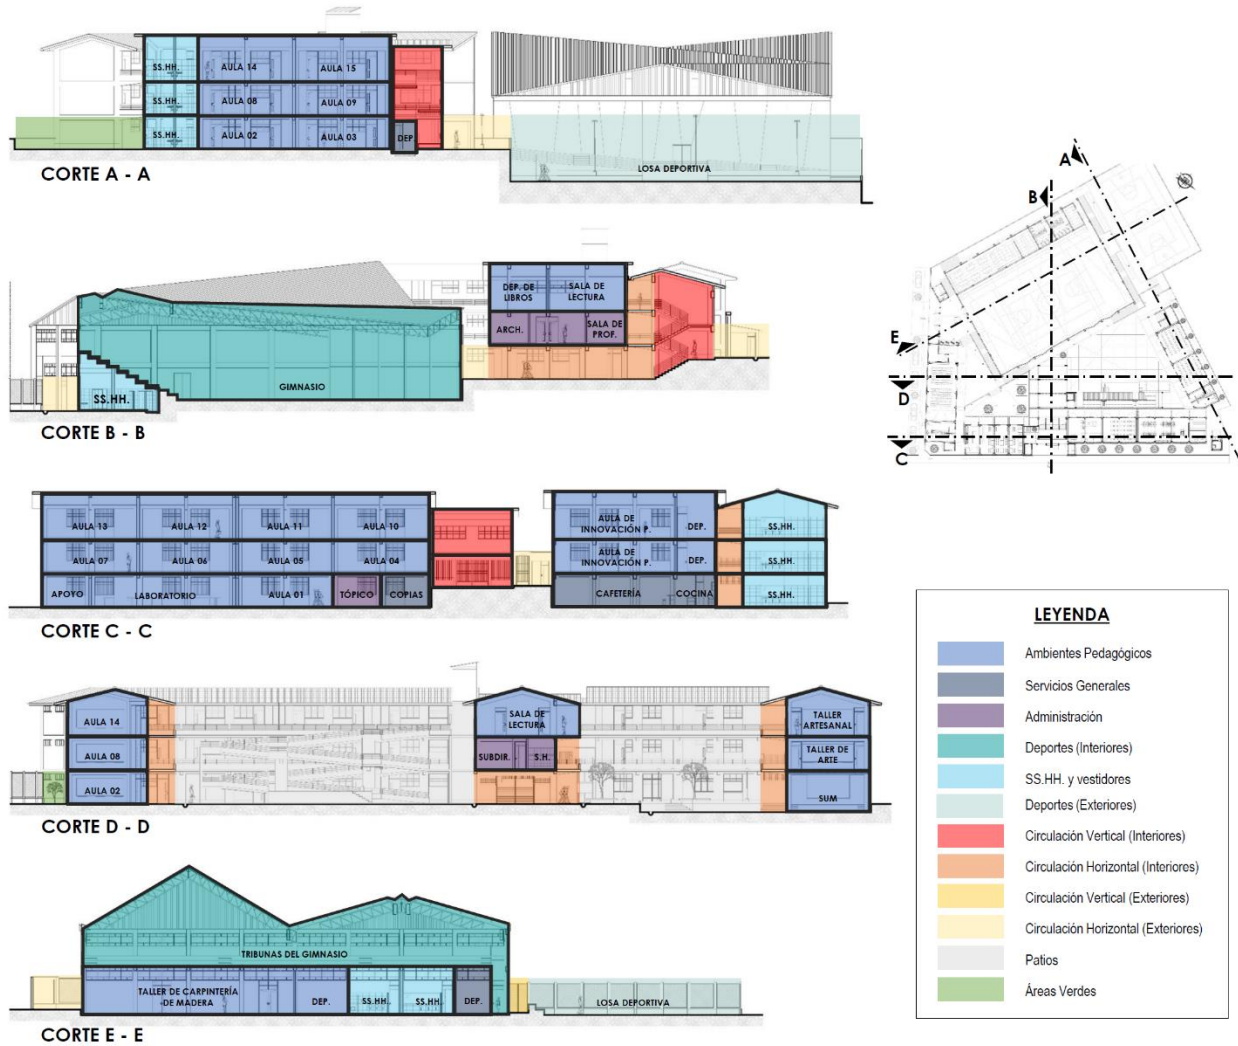 SS.HH.
AULA 14
AULA 15
SS.HH.
AULA 08
AULA 09
SS.HH.
AULA 02
AULA 03
DEP.
LOSA DEPORTIVA
CORTE A - A
A
B
E
D
C
DEP. DE
LIBROS
SALA DE
LECTURA
ARCH.
SALA DE
PROF.
GIMNASIO
SS.HH.
CORTE B - B
AULA 13
AULA 12
AULA 11
AULA 10
AULA 07
AULA 06
AULA 05
AULA 04
APOYO
LABORATORIO
AULA 01
TÓPICO
COPIAS
AULA DE
INNOVACIÓN P.
DEP.
SS.HH.
AULA DE
INNOVACIÓN P.
DEP.
SS.HH.
CAFETERÍA
COCINA
SS.HH.
CORTE C - C
AULA 14
AULA 08
AULA 02
SALA DE
LECTURA
SUBDIR.
S.H.
TALLER
ARTESANAL
TALLER DE
ARTE
SUM
CORTE D - D
TRIBUNAS DEL GIMNASIO
TALLER DE CARPINTERÍA
DE MADERA
DEP.
SS.HH.
SS.HH.
DEP.
LOSA DEPORTIVA
CORTE E - E
LEYENDA
Ambientes Pedagógicos
Servicios Generales
Administración
Deportes (Interiores)
SS.HH. y vestidores
Deportes (Exteriores)
Circulación Vertical (Interiores)
Circulación Horizontal (Interiores)
Circulación Vertical (Exteriores)
Circulación Horizontal (Exteriores)
Patios
Áreas Verdes